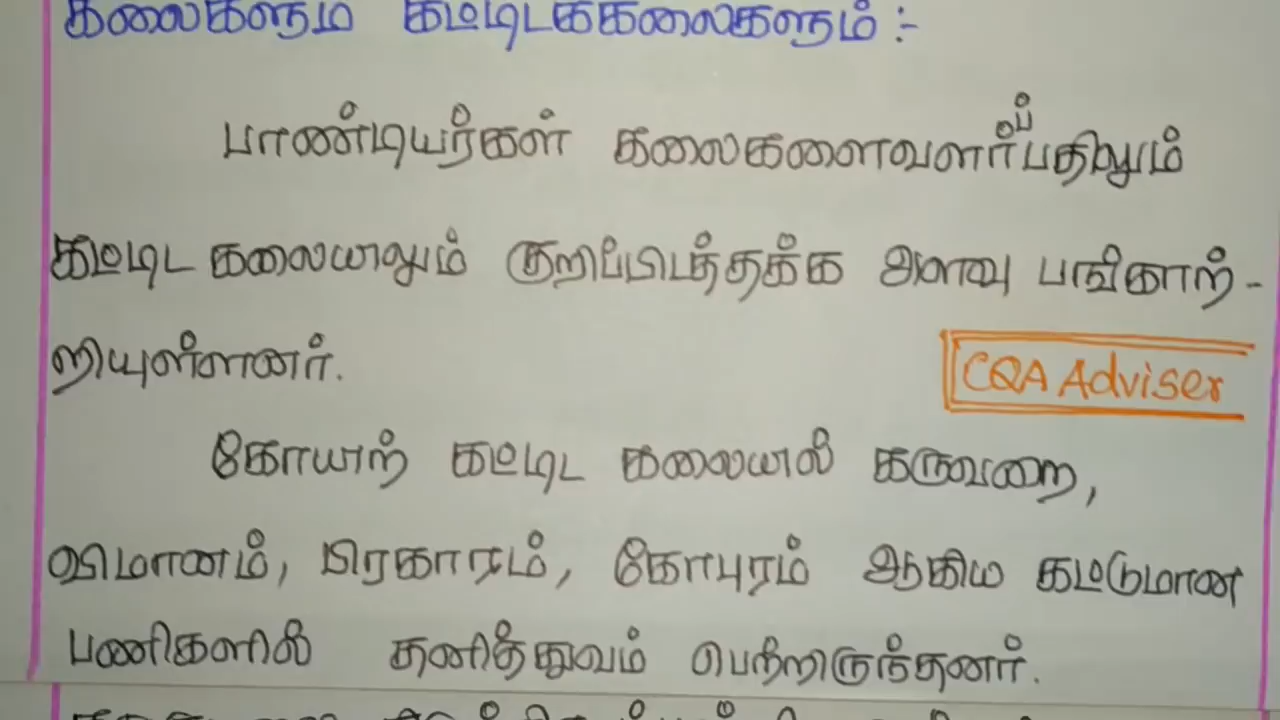 கலைகளும் கட்டிடக்கலைகளும் :-
பாண்டியர்கள் கலைகளைவளர்ப்பதிலும்
கட்டிட கலையிலும் குறிப்பிடத்தக்க அளவு பங்காற்-
றியுள்ளனர்.
CQA Adviser
கோயிற் கட்டிட கலையில் கருவறை,
விமானம், பிரகாரம், கோபுரம் ஆகிய கட்டுமான
பணிகளில் தனித்துவம் பெற்றிருந்தனர்.